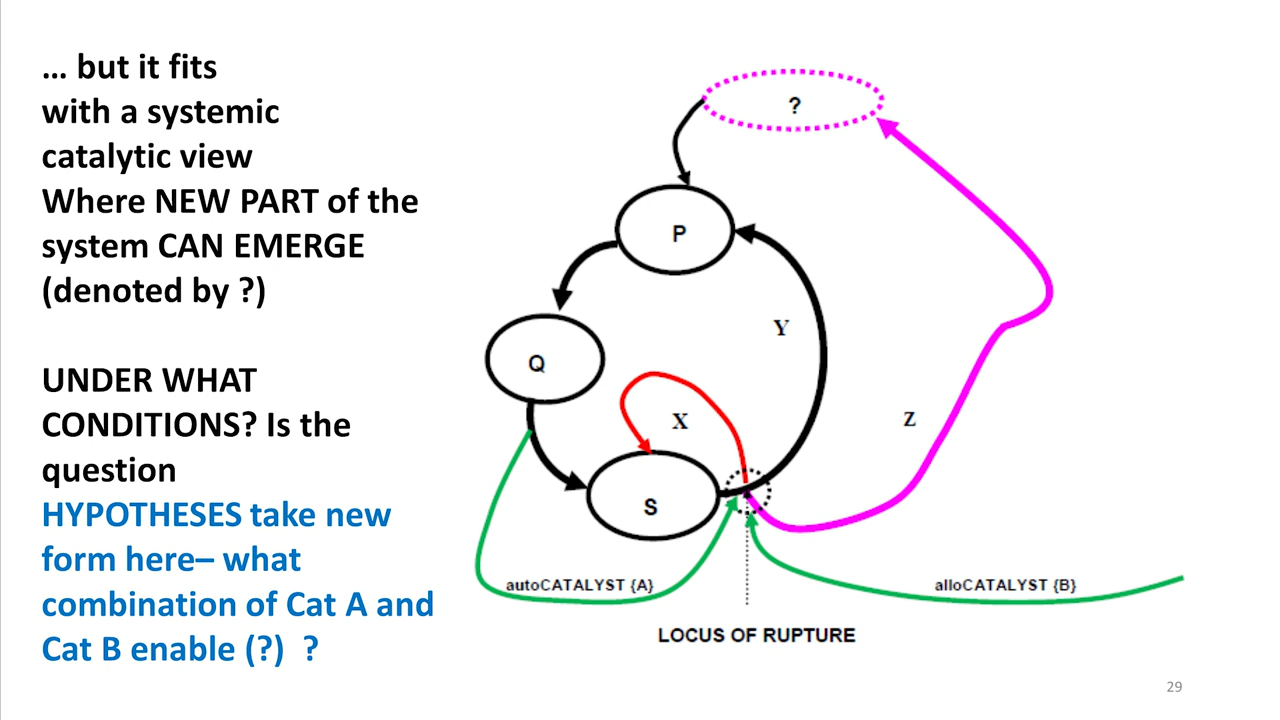 … but it fits
with a systemic
catalytic view
Where NEW PART of the
system CAN EMERGE
(denoted by ?)
UNDER WHAT
CONDITIONS? Is the
question
HYPOTHESES take new
form here– what
combination of Cat A and
Cat B enable (?)  ?
?
P
Y
Q
X
Z
S
autoCATALYST {A}
alloCATALYST {B}
LOCUS OF RUPTURE
29